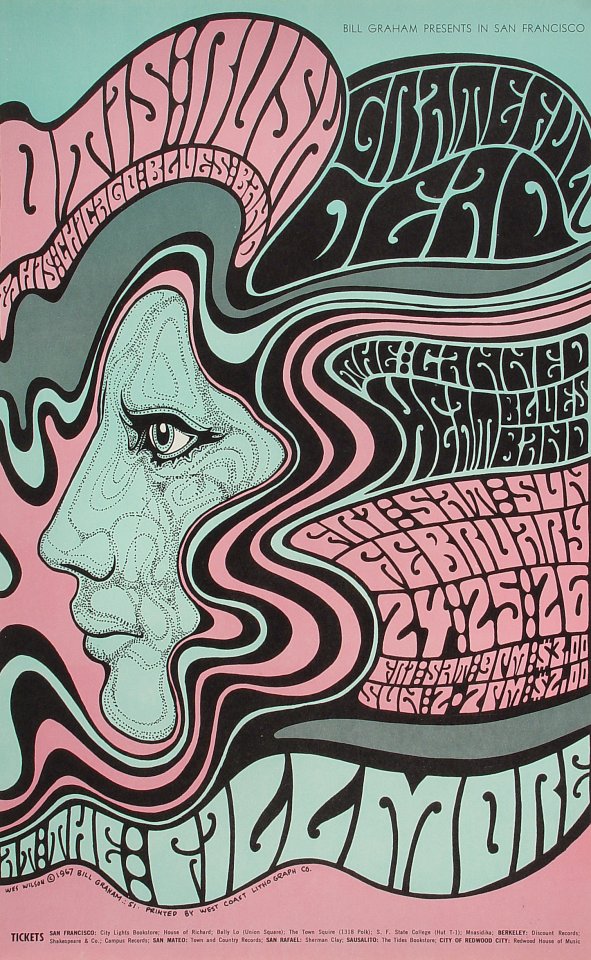 BILL GRAHAM PRESENTS IN SAN FRANCISCO
OTIS:RUSH
& HIS:CHICAGO:BLUES:BAND
GRATEFUL
DEAD
THE:CANNED
HEAT BLUES
BAND
FRI:SAT:SUN
FEBRUARY
24:25:26
FRI:SAT:9PM:$3.00
SUN:2-7PM:$2.00
AT:THE:FILLMORE
WES WILSON © 1967 BILL GRAHAM .. 51. PRINTED BY WEST COAST LITHO GRAPH CO.
TICKETS SAN FRANCISCO: City Lights Bookstore; House of Richard; Bally Lo (Union Square); The Town Squire (1318 Polk); S. F. State College (Hut T-1); Mnasidika; BERKELEY: Discount Records;
Shakespeare & Co.; Campus Records; SAN MATEO: Town and Country Records; SAN RAFAEL: Sherman Clay; SAUSALITO: The Tides Bookstore; CITY OF REDWOOD CITY: Redwood House of Music